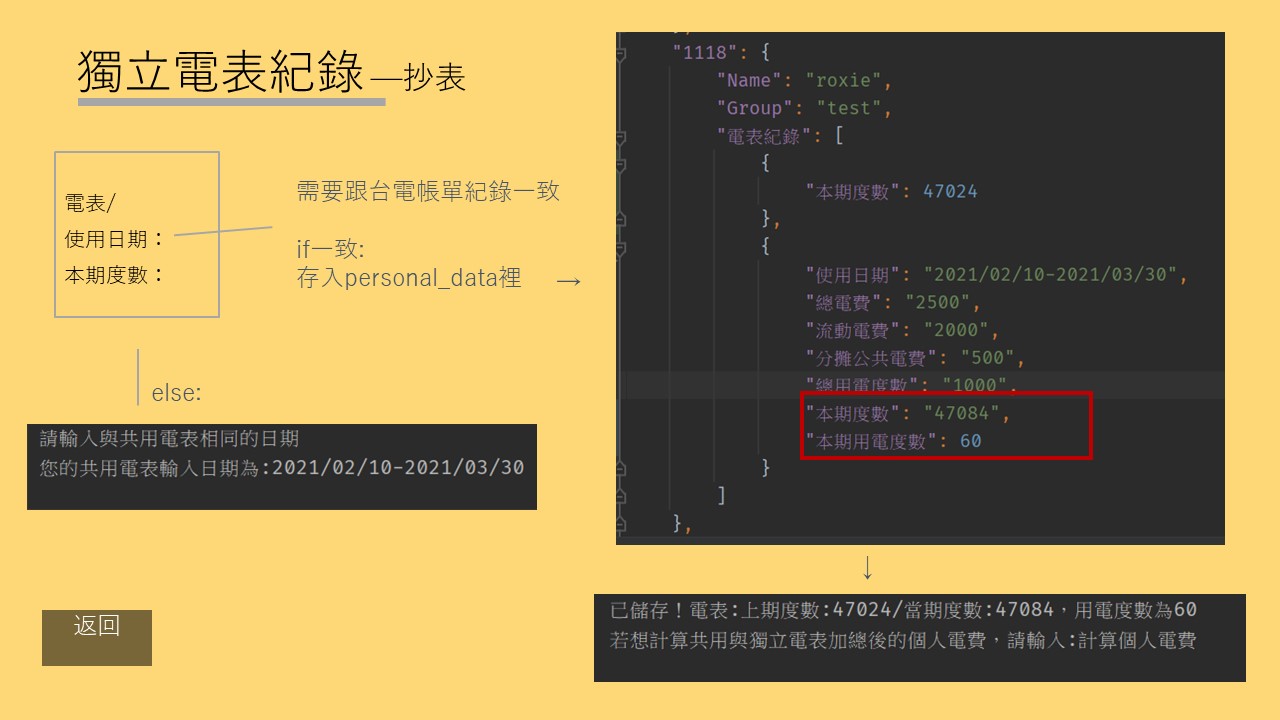 獨立電表紀錄—抄表
電表/
使用日期：
本期度數：
需要跟台電帳單紀錄一致
if一致:
存入personal_data裡 →
else:
請輸入與共用電表相同的日期
您的共用電表輸入日期為:2021/02/10-2021/03/30
返回
"1118": {
"Name": "roxie",
"Group": "test",
"電表紀錄": [
{
"本期度數": 47024
},
{
"使用日期": "2021/02/10-2021/03/30",
"總電費": "2500",
"流動電費": "2000",
"分攤公共電費": "500",
"總用電度數": "1000",
"本期度數": "47084",
"本期用電度數": 60
}
]
},
↓
已儲存！電表:上期度數:47024/當期度數:47084，用電度數為60
若想計算共用與獨立電表加總後的個人電費，請輸入:計算個人電費